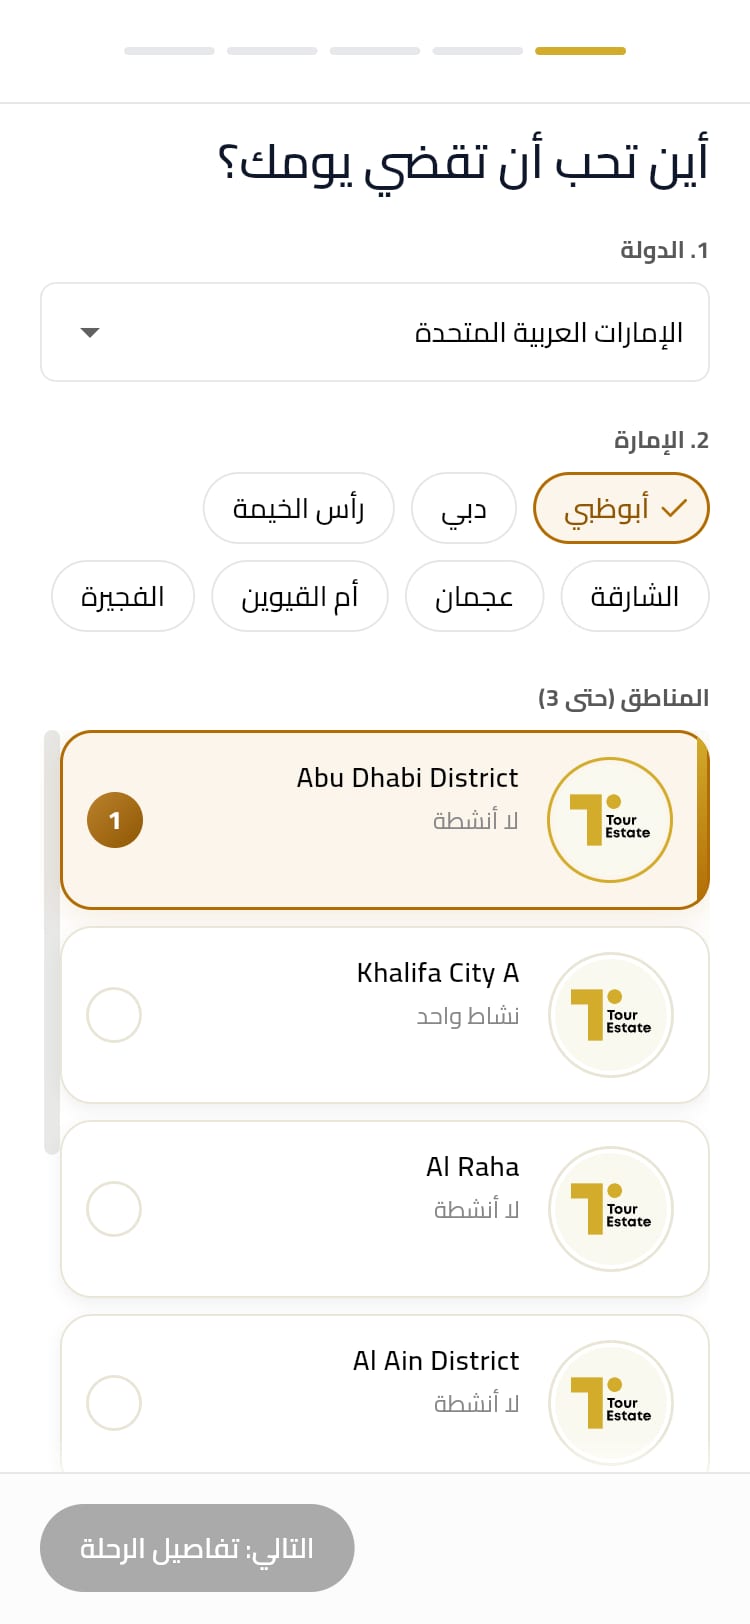 أين تحب أن تقضي يومك؟
1. الدولة
الإمارات العربية المتحدة
2. الإمارة
أبوظبي
دبي
رأس الخيمة
الشارقة
عجمان
أم القيوين
الفجيرة
المناطق (حتى 3)
Tour
Estate
Abu Dhabi District
لا أنشطة
1
Tour
Estate
Khalifa City A
نشاط واحد
Tour
Estate
Al Raha
لا أنشطة
Tour
Estate
Al Ain District
لا أنشطة
التالي: تفاصيل الرحلة